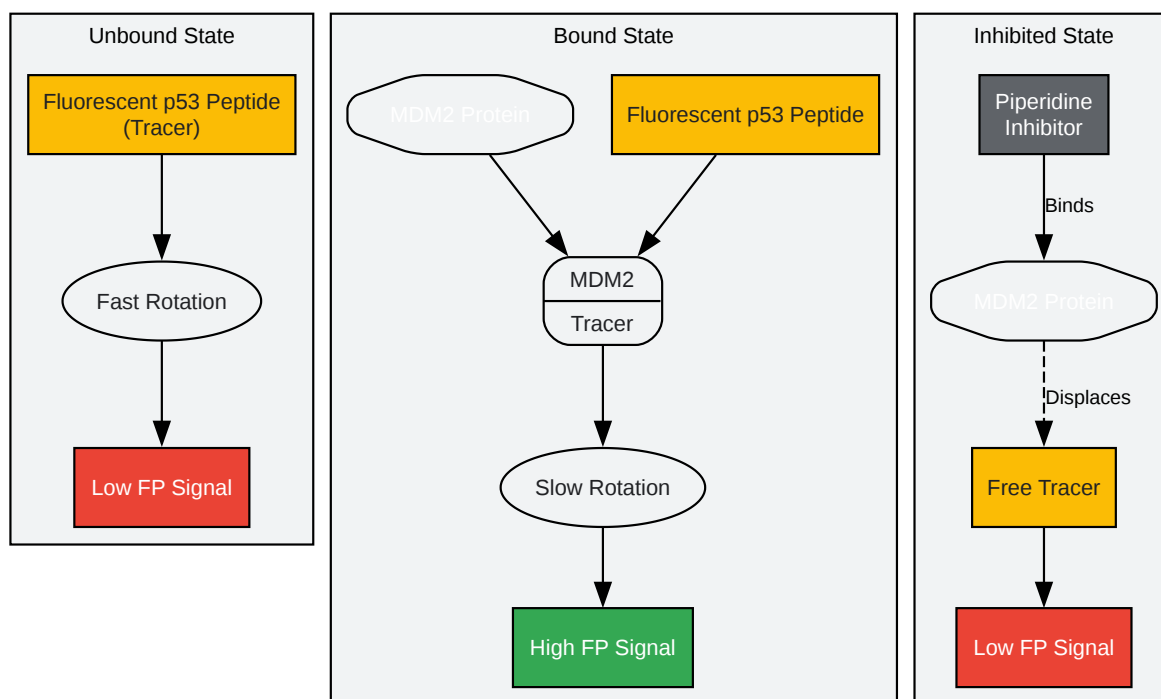 Unbound State
Fluorescent p53 Peptide
(Tracer)
Fast Rotation
Low FP Signal
Bound State
MDM2 Protein
Fluorescent p53 Peptide
MDM2
Tracer
Slow Rotation
High FP Signal
Inhibited State
Piperidine
Inhibitor
Binds
MDM2 Protein
Displaces
Free Tracer
Low FP Signal